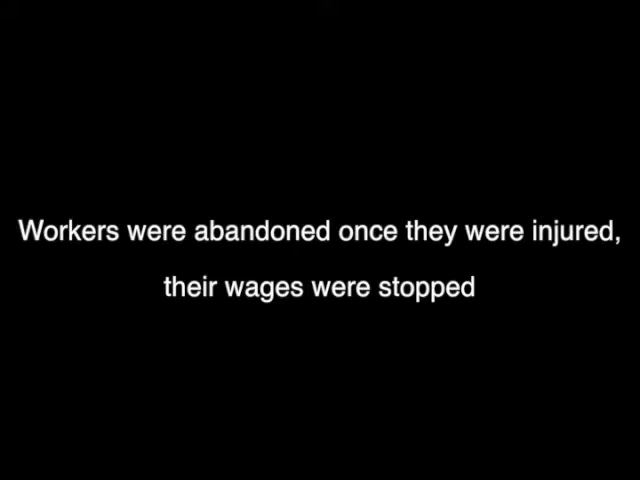 Workers were abandoned once they were injured,
their wages were stopped